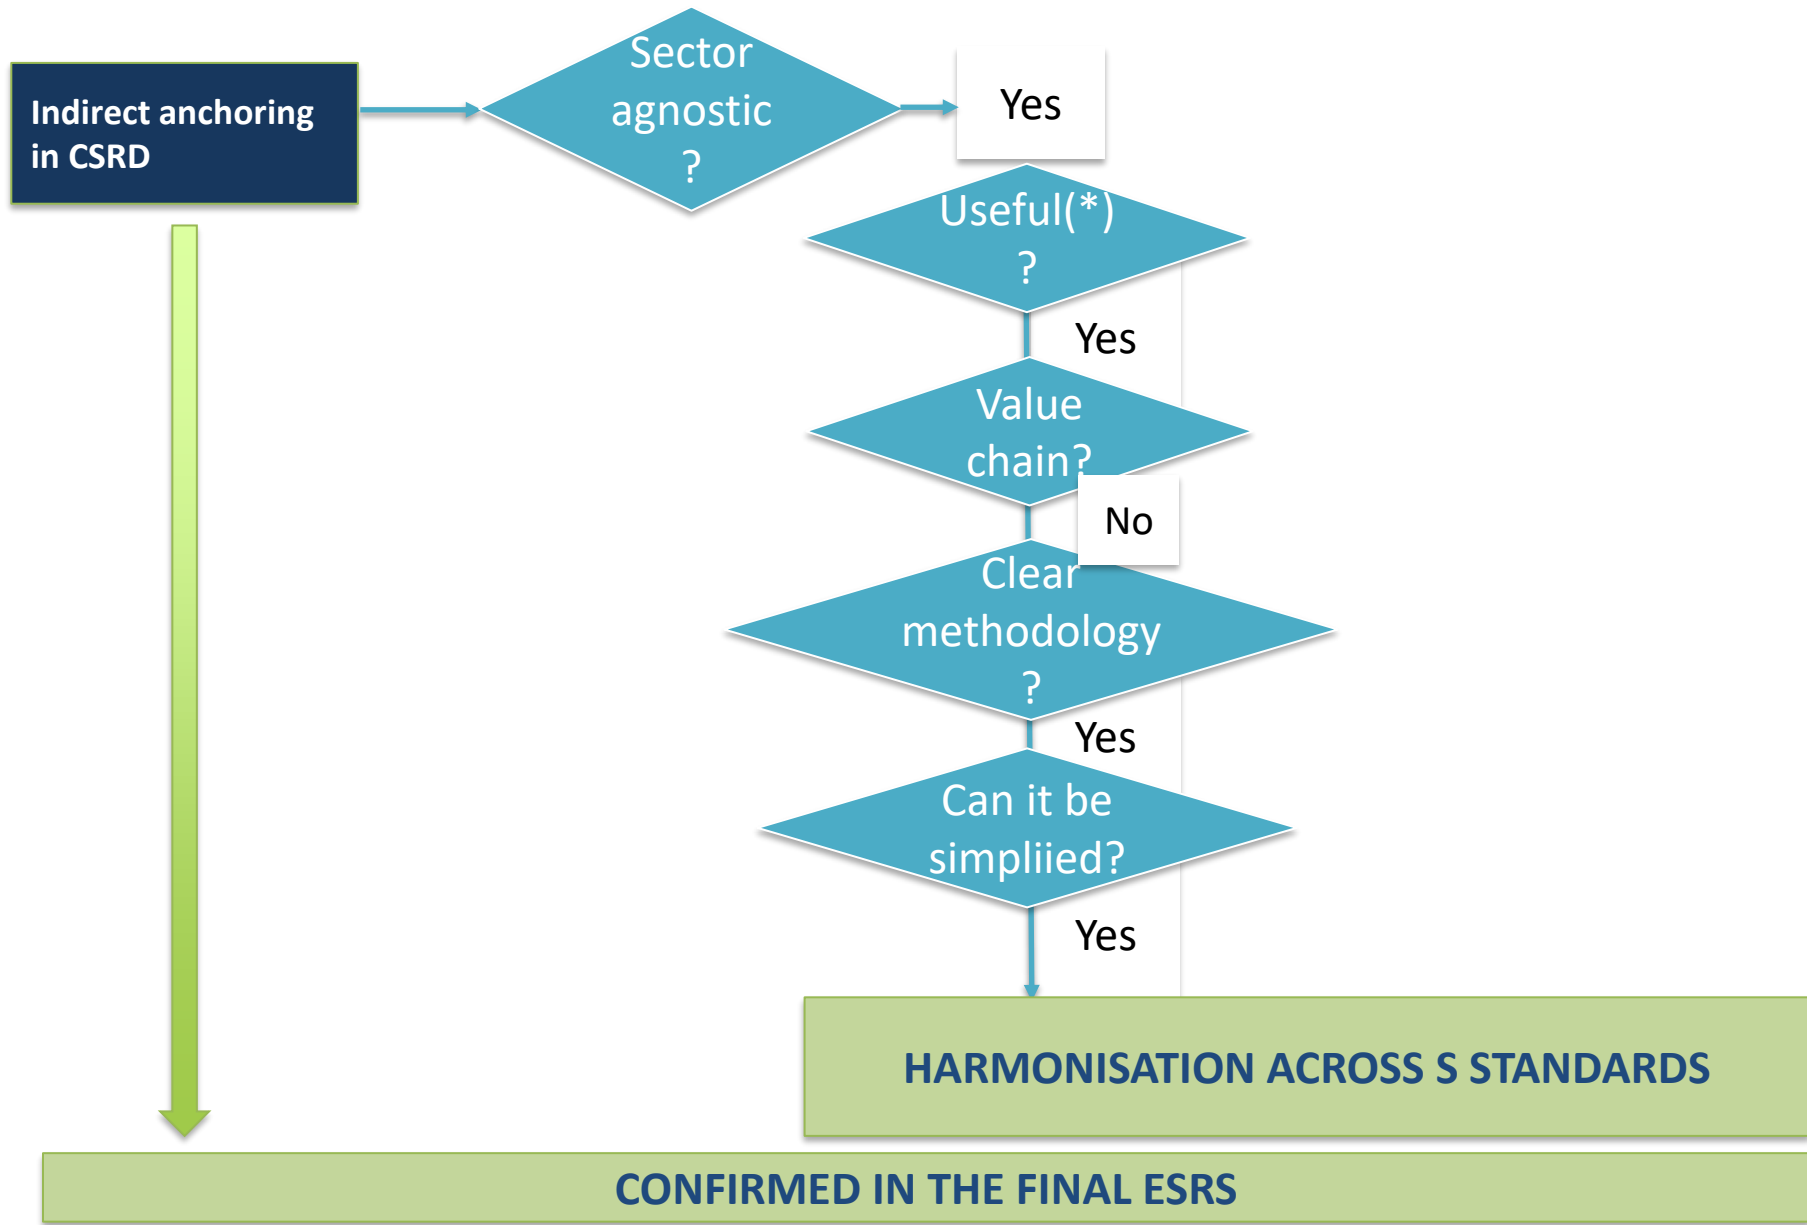 Indirect anchoring
in CSRD
Sector
agnostic
?
Yes
Useful(*)
?
Yes
Value
chain?
No
Clear
methodology
?
Yes
Can it be
simpliied?
Yes
HARMONISATION ACROSS S STANDARDS
CONFIRMED IN THE FINAL ESRS